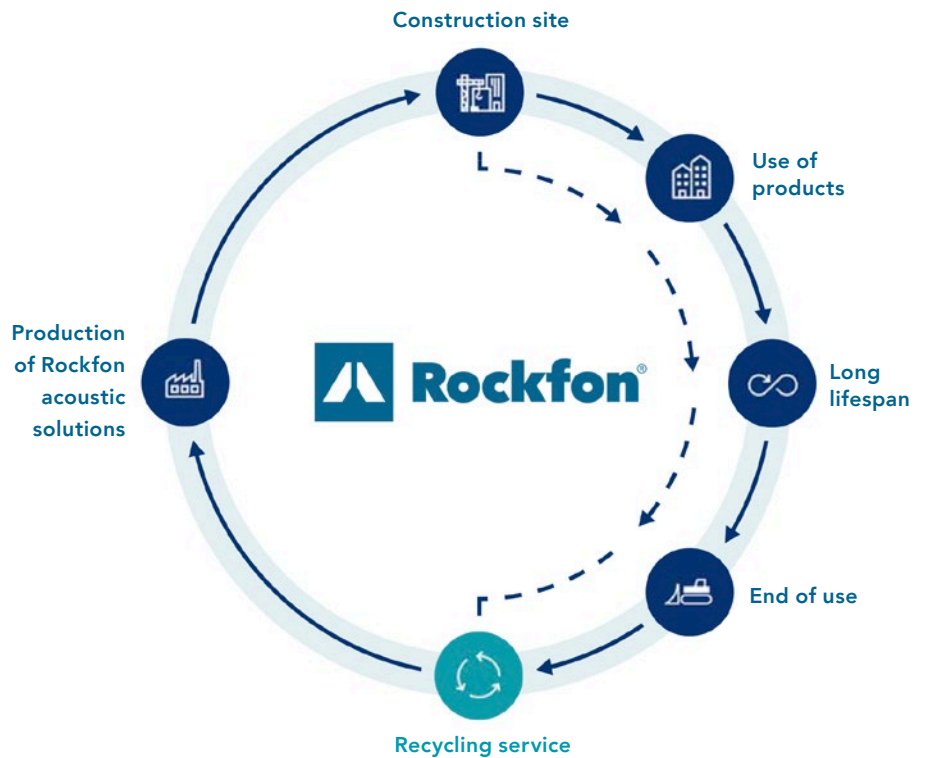 Construction site
Use of
products
Production
of Rockfon
acoustic
solutions
Rockfon®
Long
lifespan
End of use
Recycling service